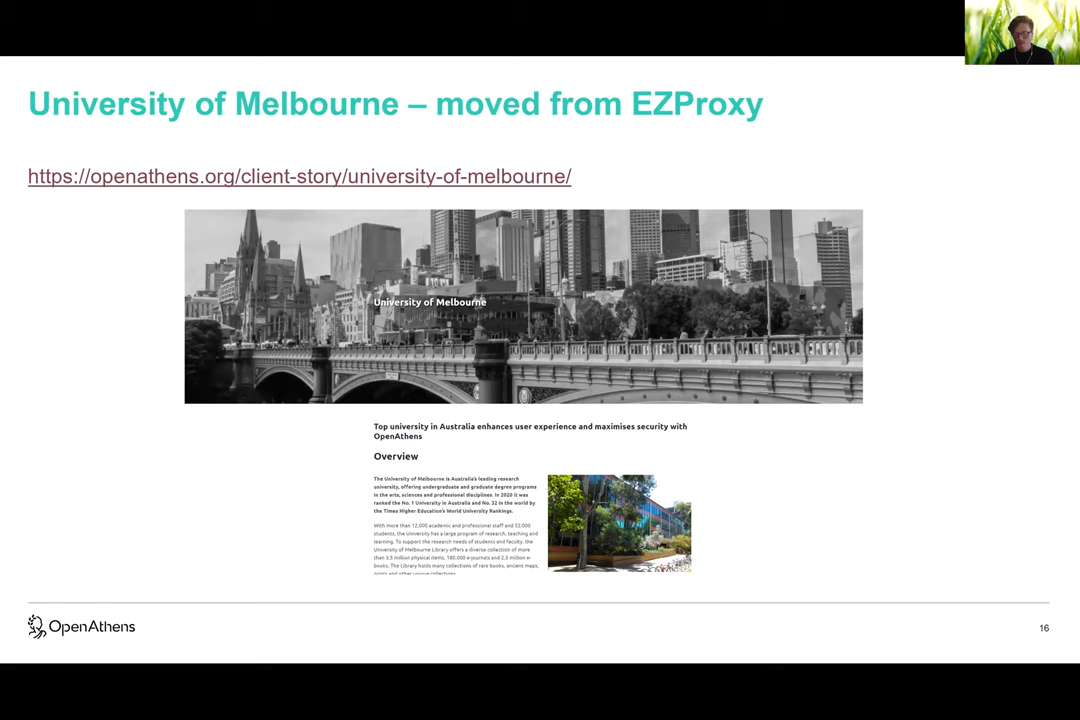 University of Melbourne – moved from EZProxy
https://openathens.org/client-story/university-of-melbourne/
University of Melbourne
Top university in Australia enhances user experience and maximises security with
OpenAthens
Overview
The University of Melbourne is Australia's leading research
university, offering undergraduate and graduate degree programs
in the arts, sciences and professional disciplines. In 2020 it was
ranked the No. 1 University in Australia and No. 32 in the world by
the Times Higher Education's World University Rankings.
With more than 12,000 academic and professional staff and 52,000
students, the University has a large program of research, teaching and
learning. To support the research needs of students and faculty, the
University of Melbourne Library offers a diverse collection of more
than 3.5 million physical items, 180,000 e-journals and 2.5 million e-
books. The Library holds many collections of rare books, ancient maps,
prints and other unique collections.
OpenAthens
16